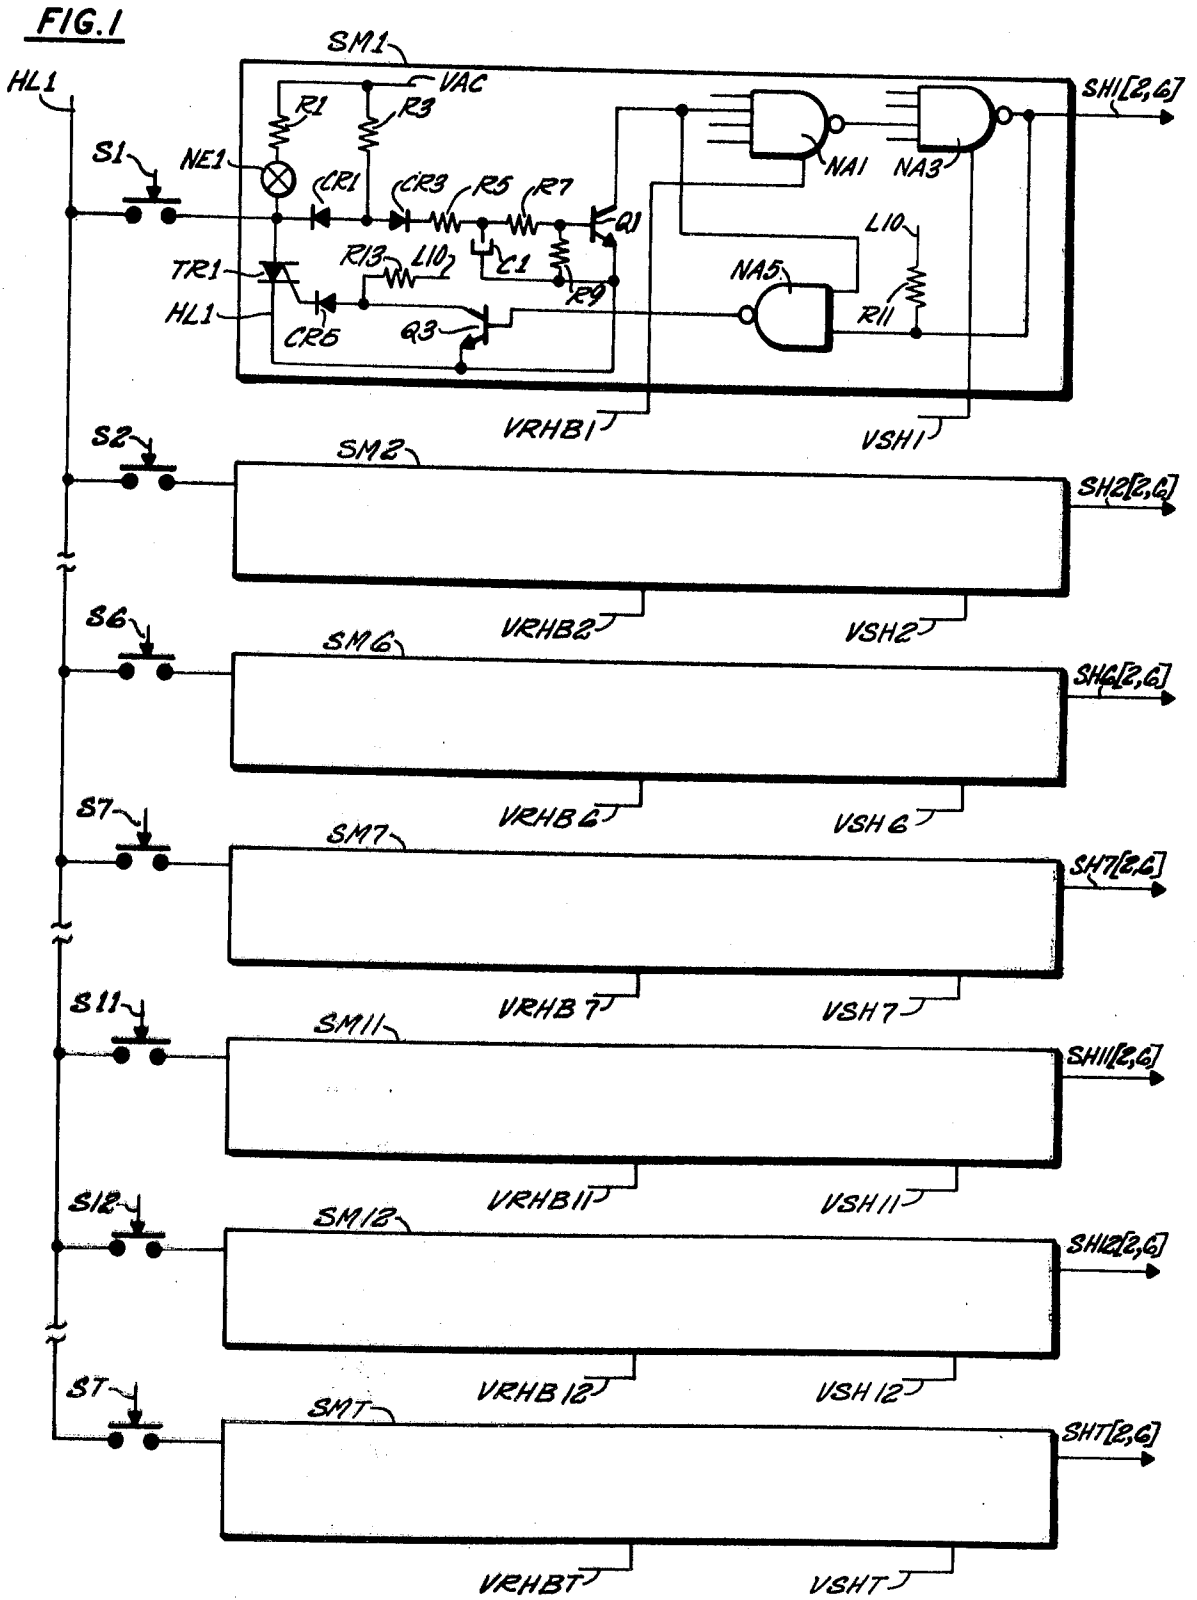 FIG.1
HL1
SM1
VAC
SH1[2,6]
R1
R3
S1
NE1
CR1
CR3
R5
R7
Q1
NA1
NA3
L10
TR1
R13
L10
C1
R9
NA5
R11
HL1
CR5
Q3
VRHB1
VSH1
S2
SM2
SH2[2,6]
VRHB2
VSH2
S6
SM6
SH6[2,6]
VRHB6
VSH6
S7
SM7
SH7[2,6]
VRHB7
VSH7
S11
SM11
SH11[2,6]
VRHB11
VSH11
S12
SM12
SH12[2,6]
VRHB12
VSH12
ST
SMT
SHT[2,6]
VRHBT
VSHT